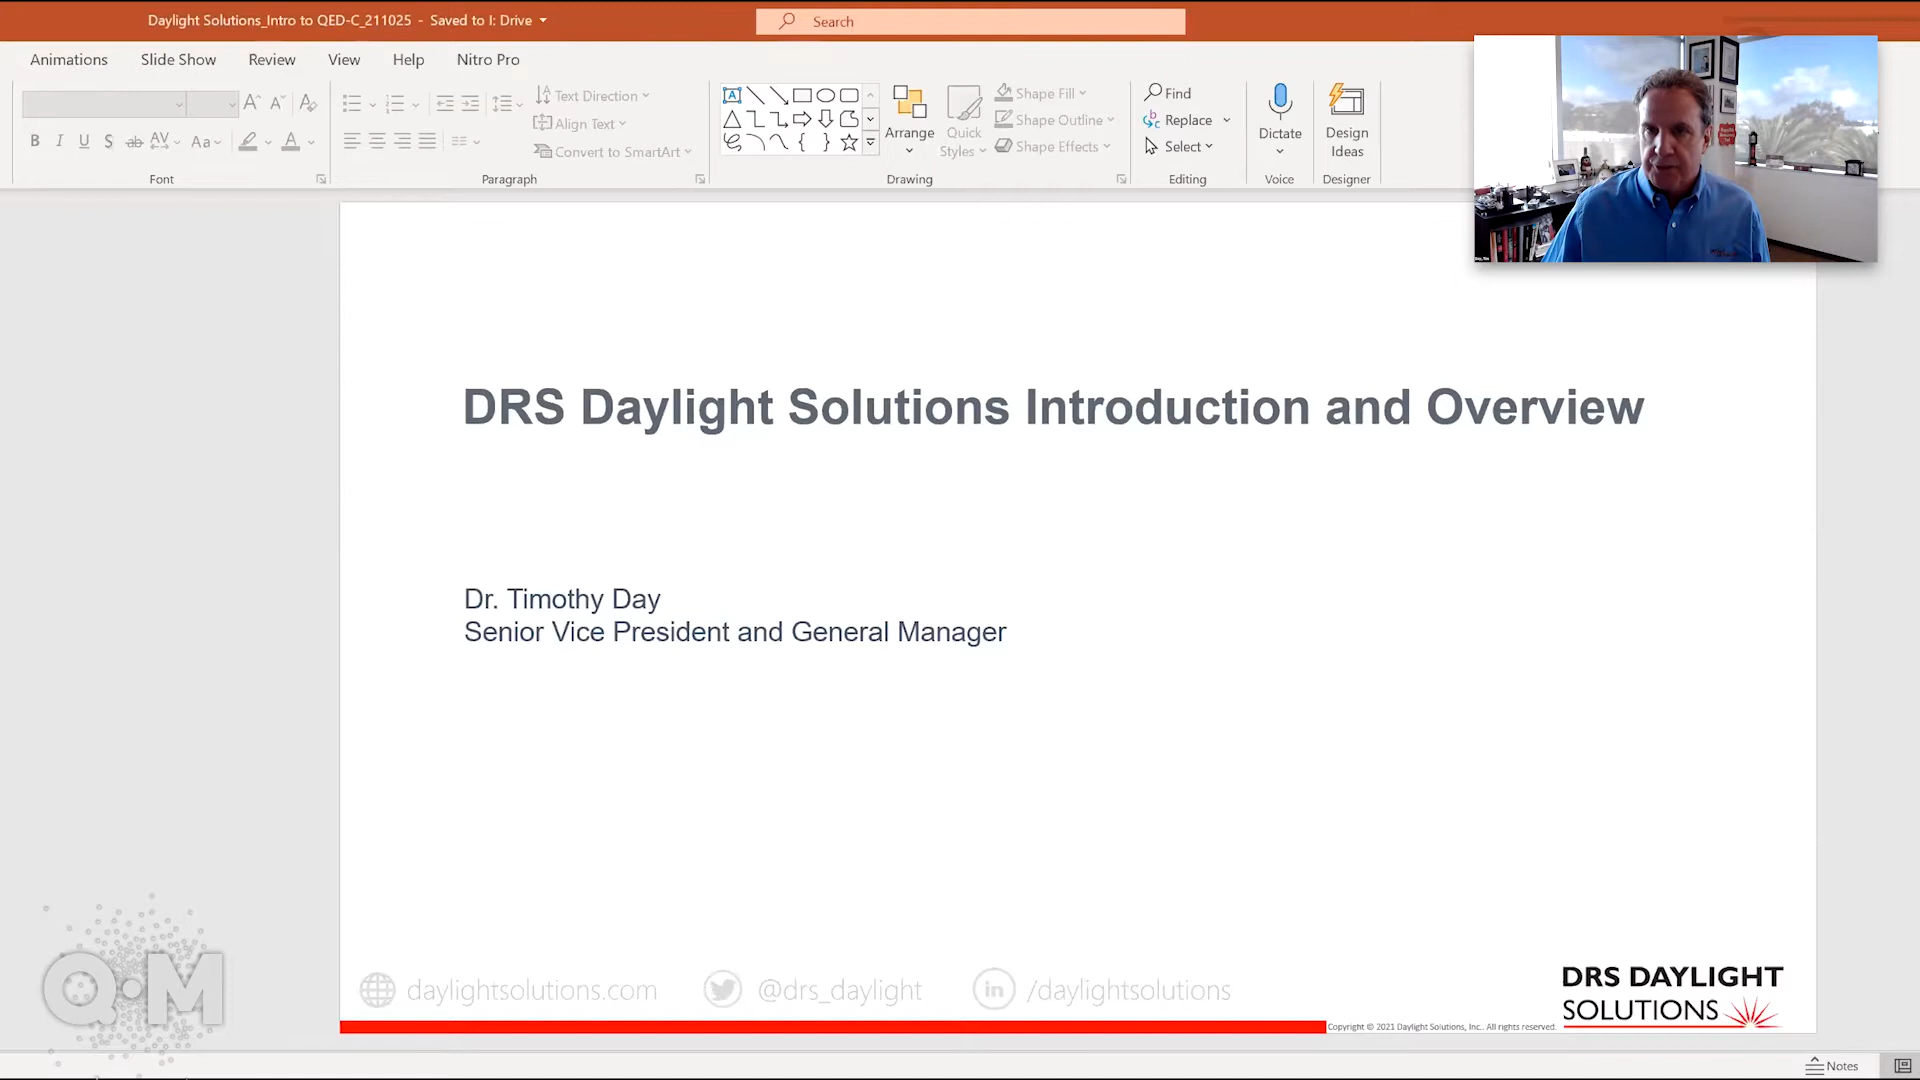 Daylight Solutions_Intro to QED-C_211025 - Saved to I: Drive
Search
Animations Slide Show Review View Help Nitro Pro
Text Direction
Align Text
Convert to SmartArt
Arrange
Quick Styles
Shape Fill
Shape Outline
Shape Effects
Find
Replace
Select
Dictate
Design Ideas
Font Paragraph Drawing Editing Voice Designer
DRS Daylight Solutions Introduction and Overview
Dr. Timothy Day
Senior Vice President and General Manager
Q·M
daylightsolutions.com @drs_daylight /daylightsolutions
DRS DAYLIGHT
SOLUTIONS
Copyright © 2021 Daylight Solutions, Inc.. All rights reserved.
Notes